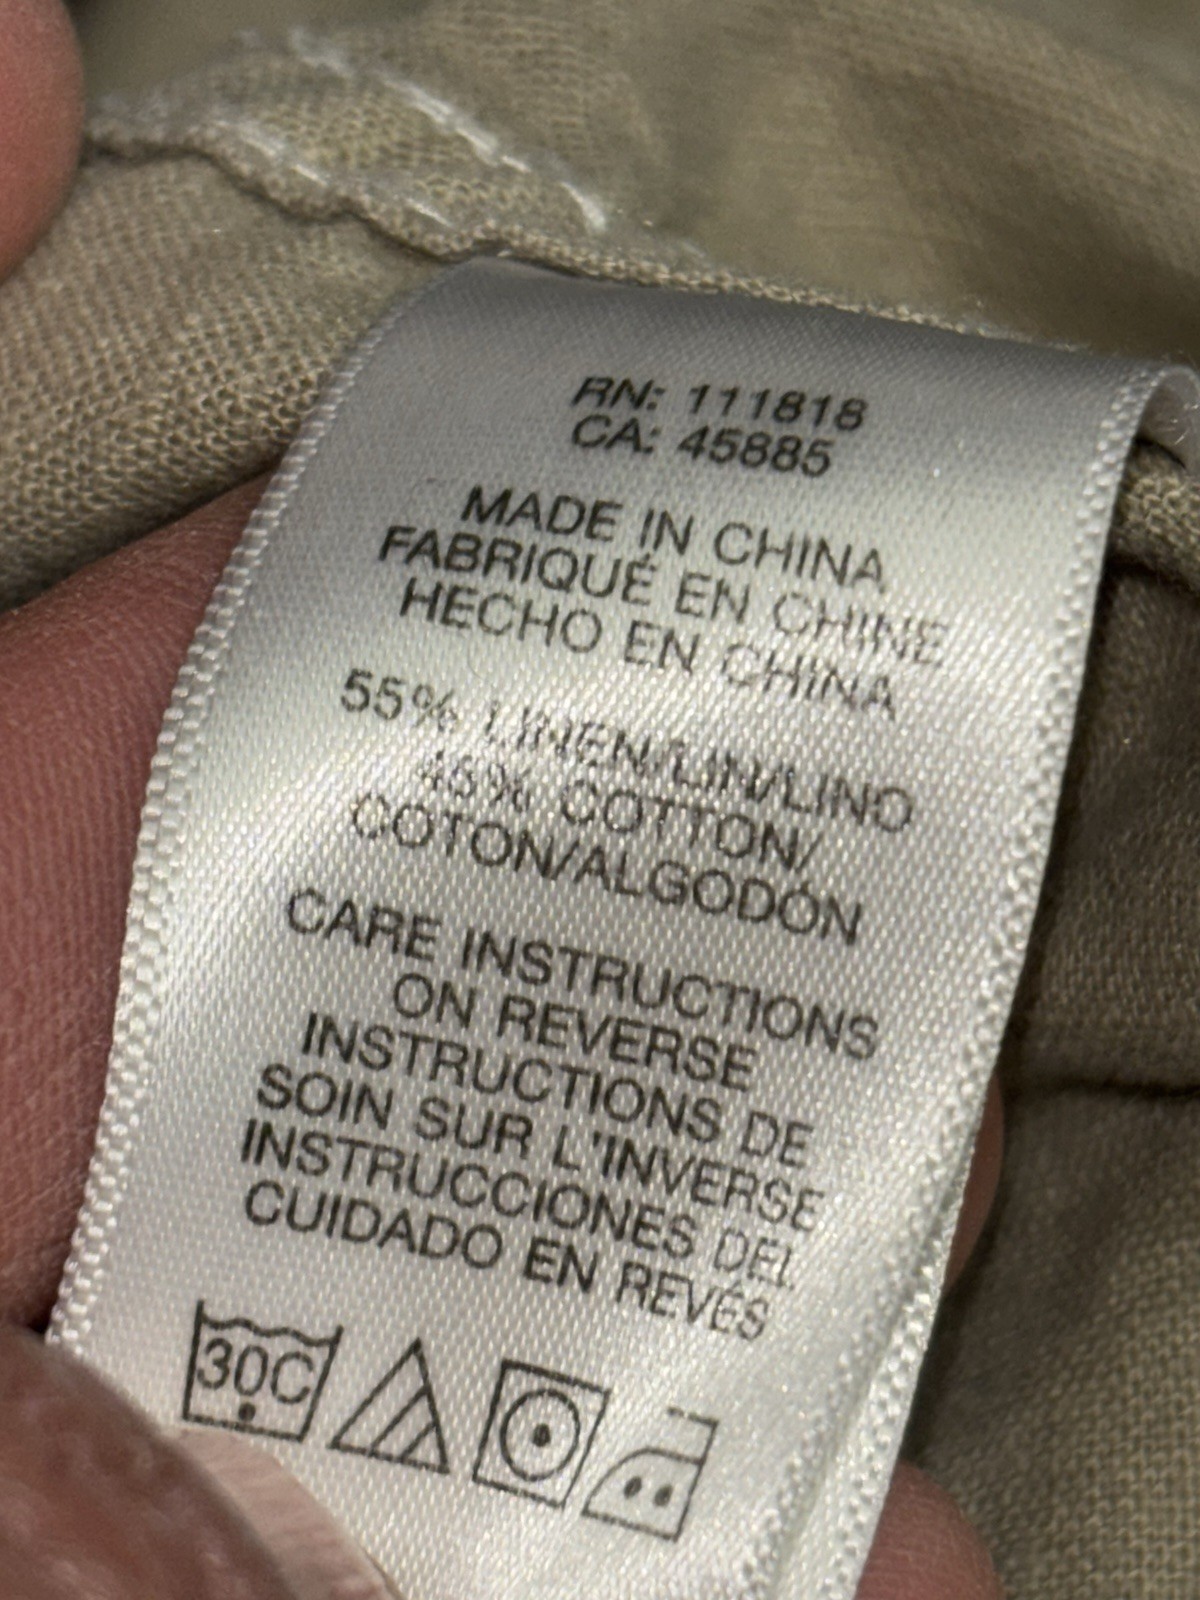 RN: 111818
CA: 45885
MADE IN CHINA
FABRIQUÉ EN CHINE
HECHO EN CHINA
55% LINEN/LIN/LINO
45% COTTON/
COTON/ALGODÓN
CARE INSTRUCTIONS
ON REVERSE
INSTRUCTIONS DE
SOIN SUR L'INVERSE
INSTRUCCIONES DEL
CUIDADO EN REVÉS
30C